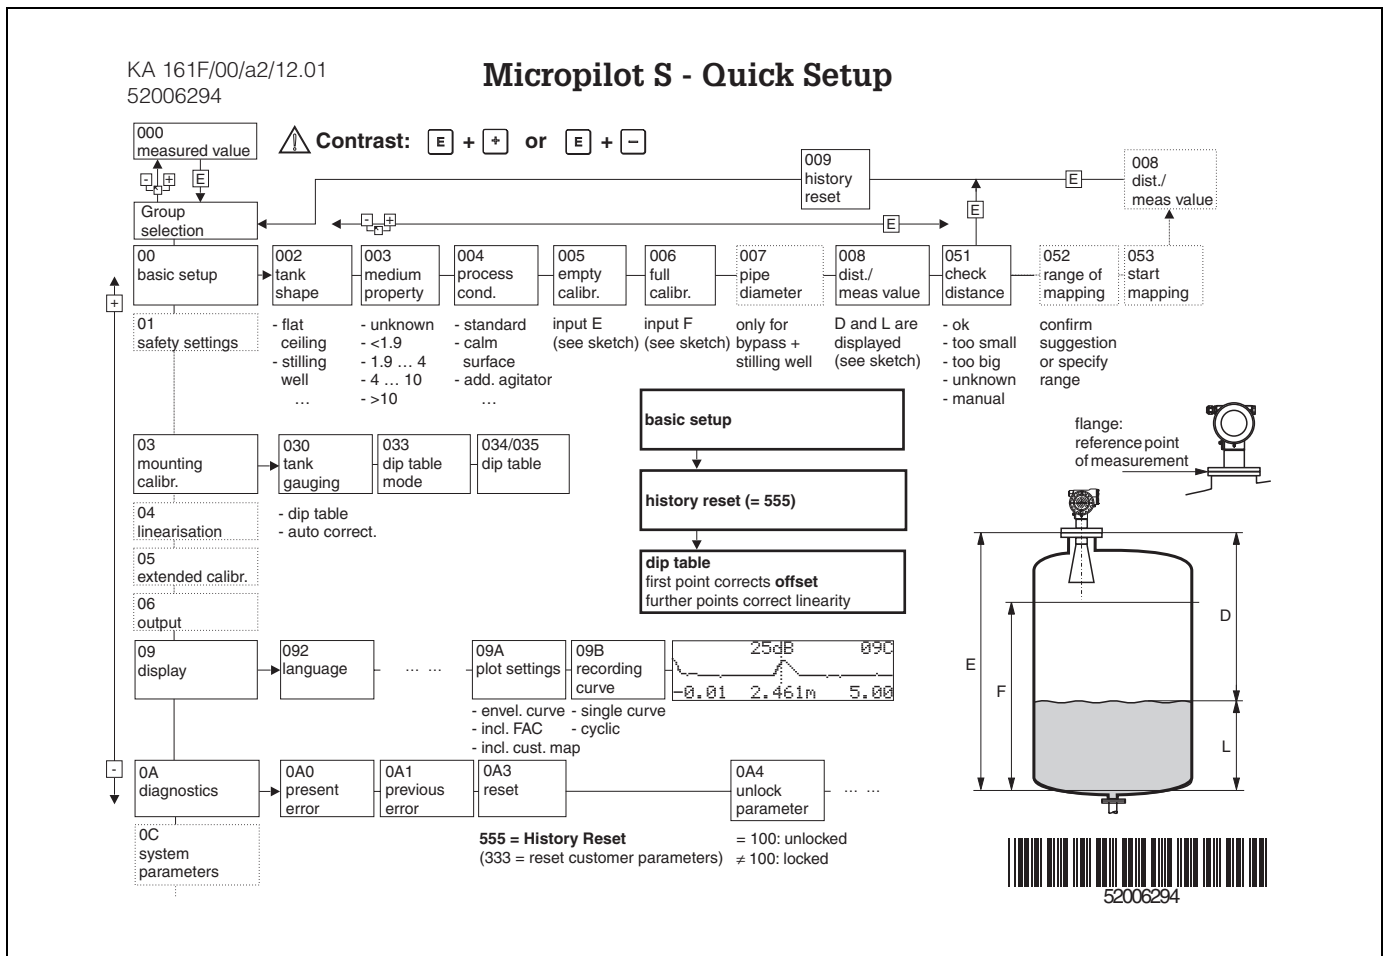 KA 161F/00/a2/12.01
52006294
Micropilot S - Quick Setup
000
measured value
Contrast: E + + or E + −
009
history
reset
008
dist./
meas value
- +
E
E
E
Group
selection
- +
E
00
basic setup
002
tank
shape
003
medium
property
004
process
cond.
005
empty
calibr.
006
full
calibr.
007
pipe
diameter
008
dist./
meas value
051
check
distance
052
range of
mapping
053
start
mapping
+
01
safety settings
- flat
ceiling
- stilling
well
...
- unknown
- <1.9
- 1.9 ... 4
- 4 ... 10
- >10
- standard
- calm
surface
- add. agitator
...
input E
(see sketch)
input F
(see sketch)
only for
bypass +
stilling well
D and L are
displayed
(see sketch)
- ok
- too small
- too big
- unknown
- manual
confirm
suggestion
or specify
range
basic setup
history reset (= 555)
dip table
first point corrects offset
further points correct linearity
flange:
reference point
of measurement
03
mounting
calibr.
030
tank
gauging
033
dip table
mode
034/035
dip table
- dip table
- auto correct.
04
linearisation
05
extended calibr.
06
output
09
display
092
language
... ...
09A
plot settings
09B
recording
curve
25dB 09C
-0.01 2.461m 5.00
- envel. curve
- incl. FAC
- incl. cust. map
- single curve
- cyclic
E
F
D
L
-
0A
diagnostics
0A0
present
error
0A1
previous
error
0A3
reset
0A4
unlock
parameter
... ...
555 = History Reset
(333 = reset customer parameters)
= 100: unlocked
≠ 100: locked
0C
system
parameters
52006294